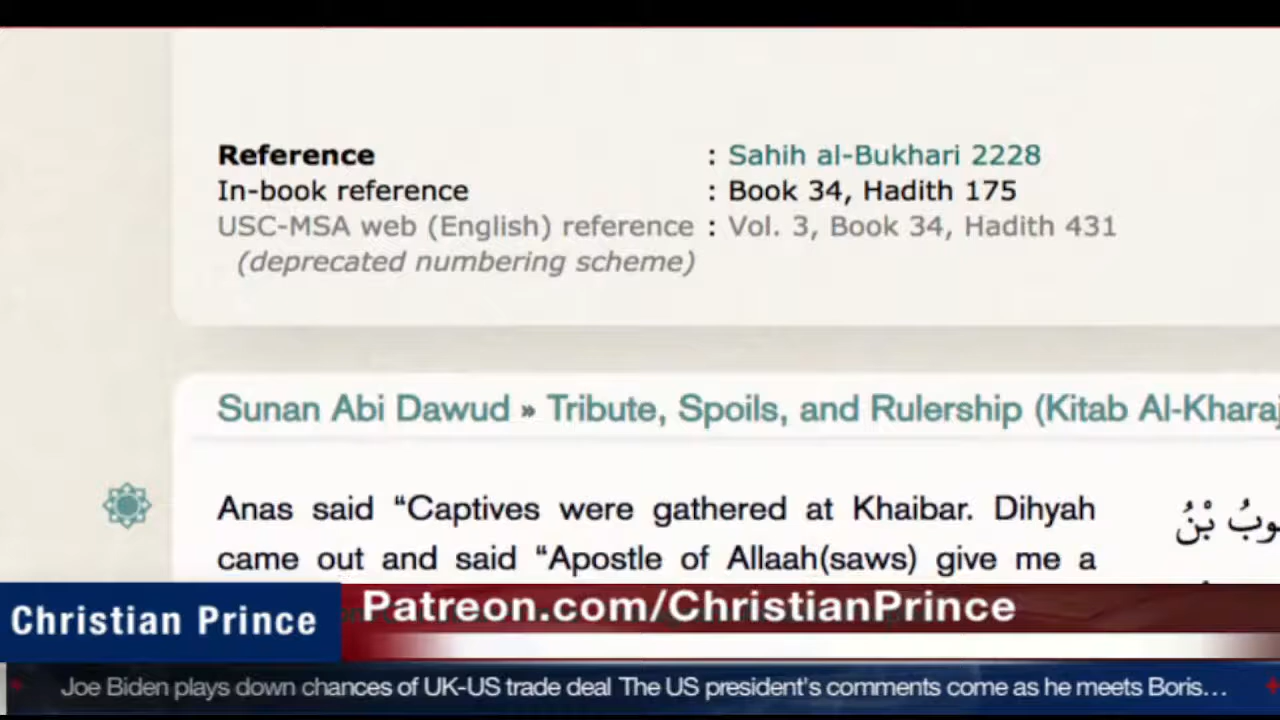 Reference : Sahih al-Bukhari 2228
In-book reference : Book 34, Hadith 175
USC-MSA web (English) reference : Vol. 3, Book 34, Hadith 431
(deprecated numbering scheme)
Sunan Abi Dawud » Tribute, Spoils, and Rulership (Kitab Al-Kharaj
Anas said “Captives were gathered at Khaibar. Dihyah
بُ بْنُ
came out and said “Apostle of Allaah(saws) give me a
Christian Prince
Patreon.com/ChristianPrince
Joe Biden plays down chances of UK-US trade deal The US president's comments come as he meets Boris...